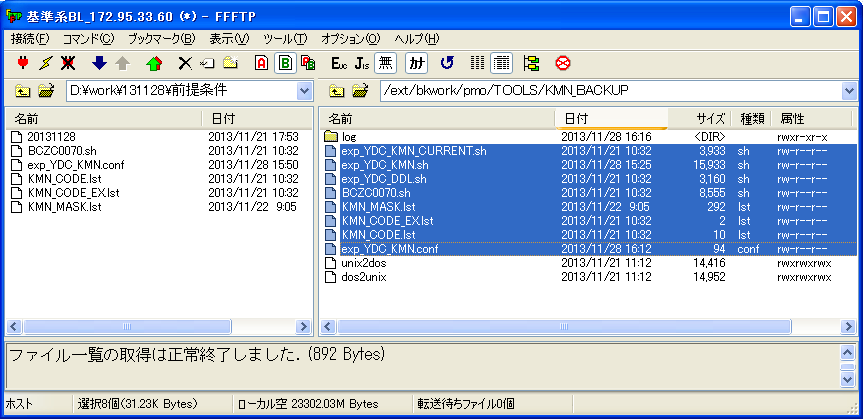 基準系BL_172.95.33.60 (*) - FFFTP
接続(F) コマンド(C) ブックマーク(B) 表示(V) ツール(T) オプション(O) ヘルプ(H)
A B B Euc JIS 無 カナ
D:¥work¥131128¥前提条件 /ext/bkwork/pmo/TOOLS/KMN_BACKUP
名前 日付
20131128 2013/11/21 17:53
BCZC0070.sh 2013/11/21 10:32
exp_YDC_KMN.conf 2013/11/28 15:50
KMN_CODE.lst 2013/11/21 10:32
KMN_CODE_EX.lst 2013/11/21 10:32
KMN_MASK.lst 2013/11/22 9:05
名前 日付 サイズ 種類 属性
log 2013/11/28 16:16 <DIR> rwxr-xr-x
exp_YDC_KMN_CURRENT.sh 2013/11/21 10:32 3,933 sh rw-r--r--
exp_YDC_KMN.sh 2013/11/28 15:25 15,933 sh rw-r--r--
exp_YDC_DDL.sh 2013/11/21 10:32 3,160 sh rw-r--r--
BCZC0070.sh 2013/11/21 10:32 8,555 sh rw-r--r--
KMN_MASK.lst 2013/11/22 9:05 292 lst rw-r--r--
KMN_CODE_EX.lst 2013/11/21 10:32 2 lst rw-r--r--
KMN_CODE.lst 2013/11/21 10:32 10 lst rw-r--r--
exp_YDC_KMN.conf 2013/11/28 16:12 94 conf rw-r--r--
unix2dos 2013/11/21 11:12 14,416 rwxrwxrwx
dos2unix 2013/11/21 11:12 14,952 rwxrwxrwx
ファイル一覧の取得は正常終了しました. (892 Bytes)
ホスト 選択8個(31.23K Bytes) ローカル空 23302.03M Bytes 転送待ちファイル0個